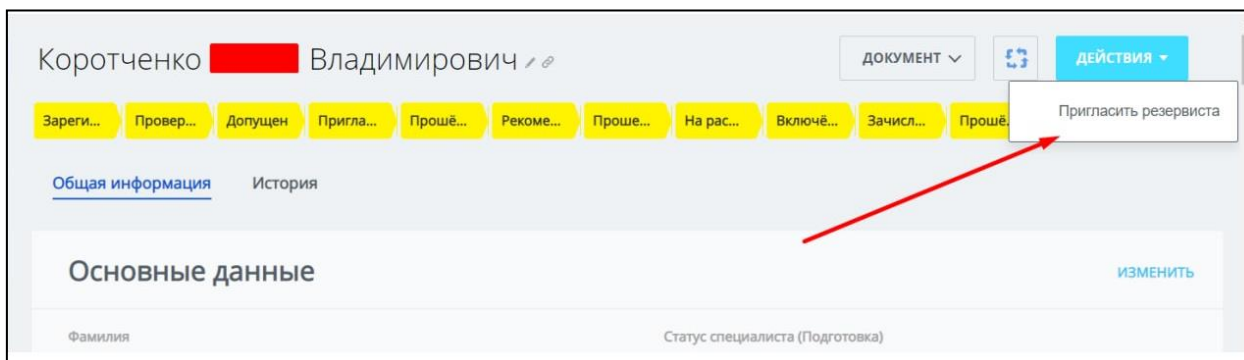 Коротченко Владимирович
ДОКУМЕНТ
ДЕЙСТВИЯ
Пригласить резервиста
Зареги... Провер... Допущен Пригла... Прошё... Рекоме... Проше... На рас... Включё... Зачисл... Прошё.
Общая информация История
Основные данные ИЗМЕНИТЬ
Фамилия Статус специалиста (Подготовка)